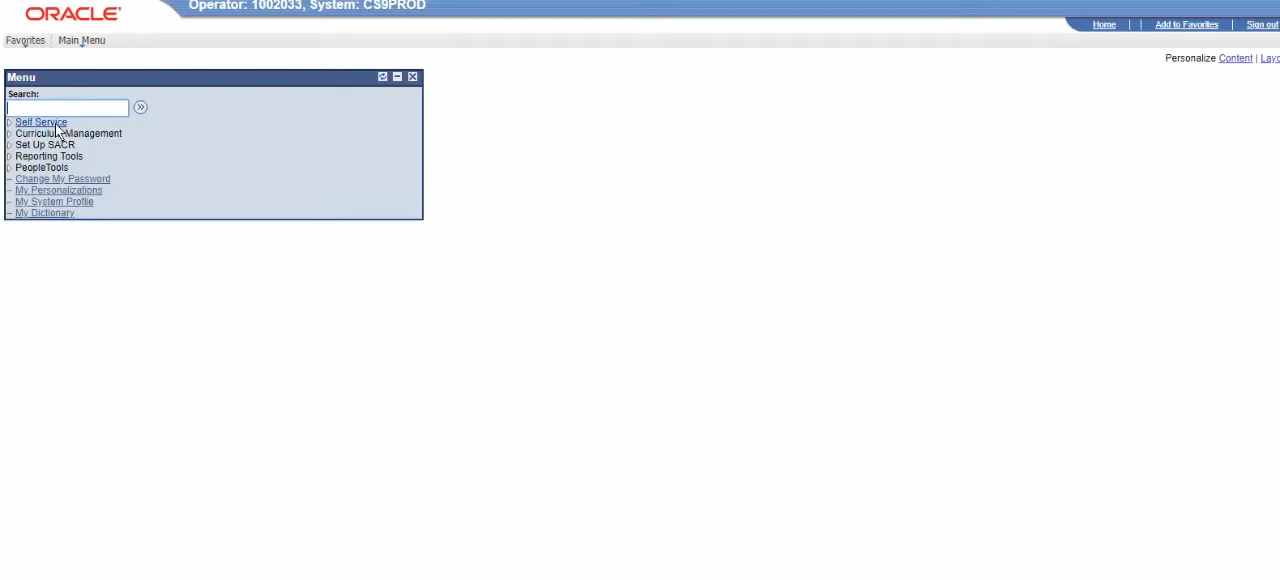 ORACLE'
Operator: 1002033, System: CS9PROD
Home | | Add to Favorites | Sign out
Favorites Main Menu
Personalize Content |
Menu
Search:
Self Service
Curriculum Management
Set Up SACR
Reporting Tools
PeopleTools
Change My Password
My Personalizations
My System Profile
My Dictionary